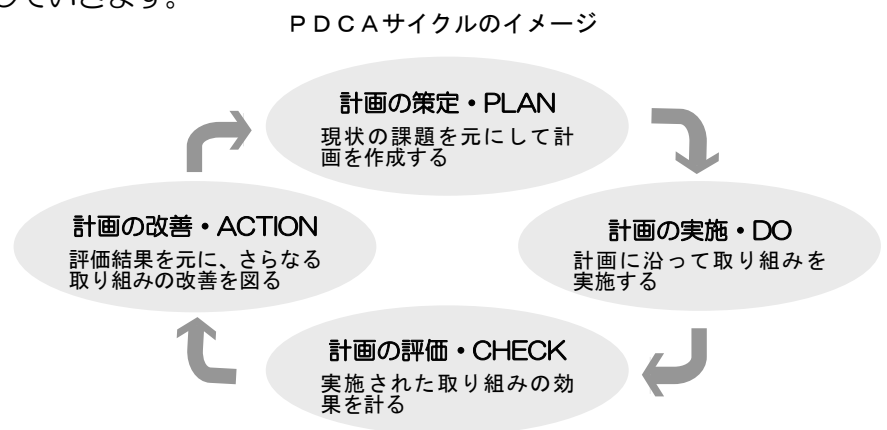 していきます。
ＰＤＣＡサイクルのイメージ
計画の策定・PLAN
現状の課題を元にして計
画を作成する
計画の実施・DO
計画に沿って取り組みを
実施する
計画の評価・CHECK
実施された取り組みの効
果を計る
計画の改善・ACTION
評価結果を元に、さらなる
取り組みの改善を図る